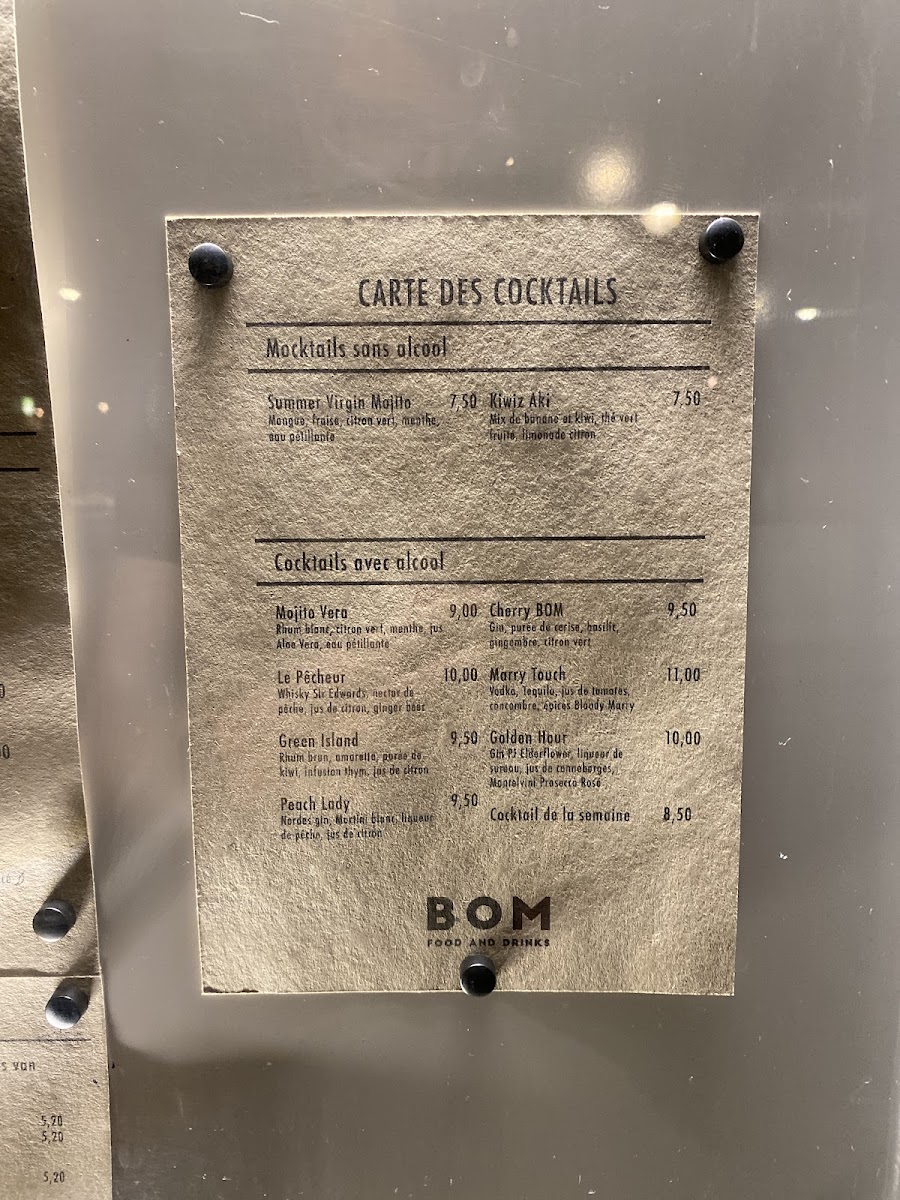 CARTE DES COCKTAILS
Mocktails sans alcool
Summer Virgin Mojito 7,50
Mangue, fraise, citron vert, menthe,
eau pétillante
Kiwiz Aki 7,50
Mix de banane et kiwi, thé vert
fruité, limonade citron
Cocktails avec alcool
Mojito Vera 9,00
Rhum blanc, citron vert, menthe, jus
Aloe Vera, eau pétillante
Le Pêcheur 10,00
Whisky Sir Edwards, nectar de
pêche, jus de citron, ginger beer
Green Island 9,50
Rhum brun, amaretto, purée de
kiwi, infusion thym, jus de citron
Peach Lady 9,50
Nordes gin, Martini blanc, liqueur
de pêche, jus de citron
Cherry BOM 9,50
Gin, purée de cerise, basilic,
gingembre, citron vert
Marry Touch 11,00
Vodka, Tequila, jus de tomates,
concombre, épices Bloody Marry
Golden Hour 10,00
Gin PJ Elderflower, liqueur de
sureau, jus de canneberges,
Montelvini Prosecco Rosé
Cocktail de la semaine 8,50
BOM
FOOD AND DRINKS
5,20
5,20
5,20